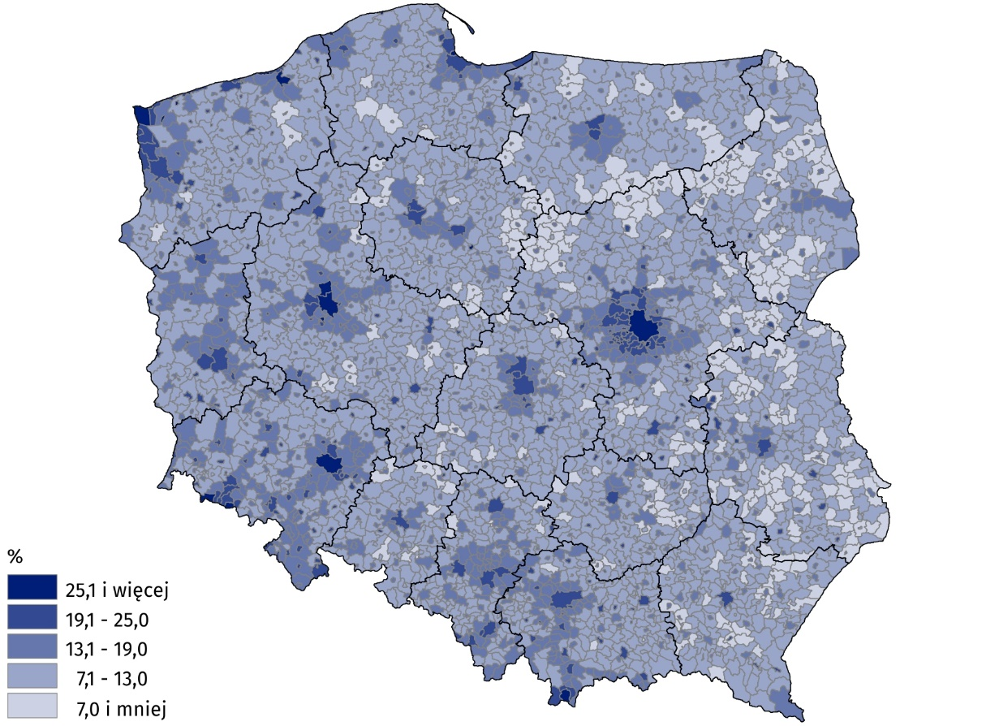 %
25,1 i więcej
19,1 - 25,0
13,1 - 19,0
7,1 - 13,0
7,0 i mniej